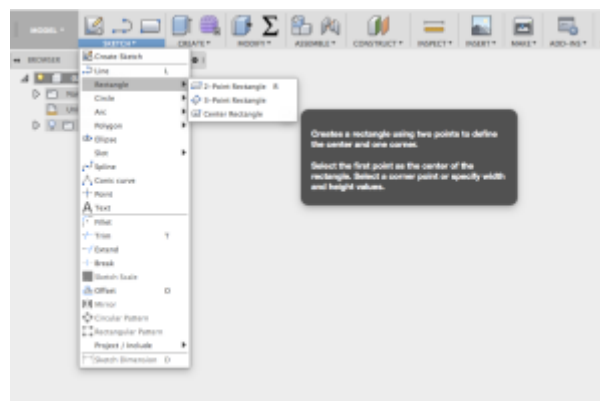 MODEL
SKETCH CREATE MODIFY ASSEMBLE CONSTRUCT INSPECT INSERT MAKE ADD-INS
BROWSER
Create Sketch
Line L
Rectangle
2-Point Rectangle R
3-Point Rectangle
Center Rectangle
Circle
Arc
Polygon
Ellipse
Slot
Spline
Conic curve
Point
Text
Fillet
Trim T
Extend
Break
Sketch Scale
Offset O
Mirror
Circular Pattern
Rectangular Pattern
Project / Include
Sketch Dimension D
Creates a rectangle using two points to define
the center and one corner.
Select the first point as the center of the
rectangle. Select a corner point or specify width
and height values.